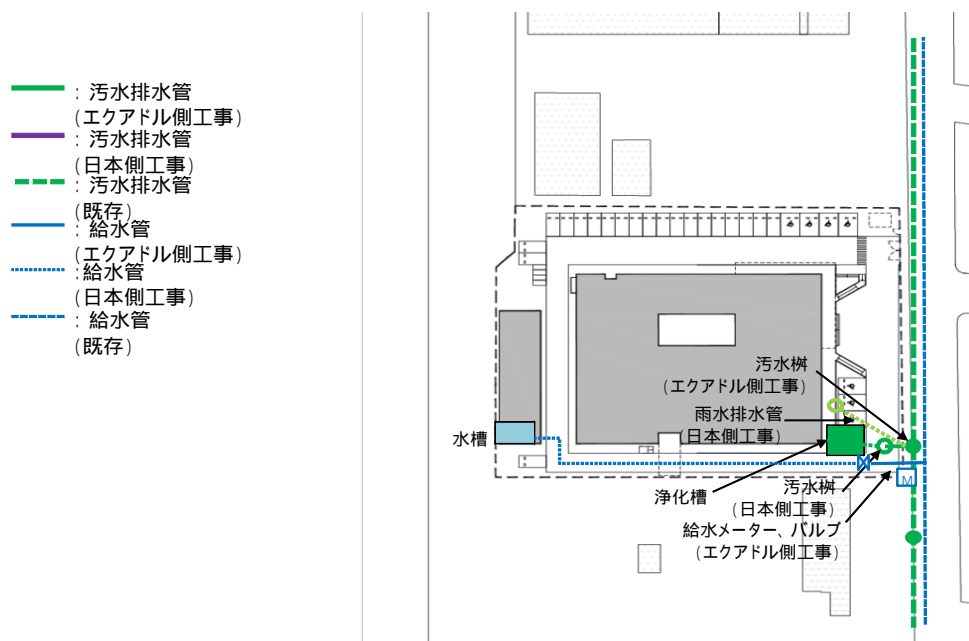 : 汚水排水管
(エクアドル側工事)
: 汚水排水管
(日本側工事)
: 汚水排水管
(既存)
: 給水管
(エクアドル側工事)
:給水管
(日本側工事)
: 給水管
(既存)
汚水桝
(エクアドル側工事)
雨水排水管
(日本側工事)
水槽
浄化槽
汚水桝
(日本側工事)
給水メーター、バルブ
(エクアドル側工事)
M